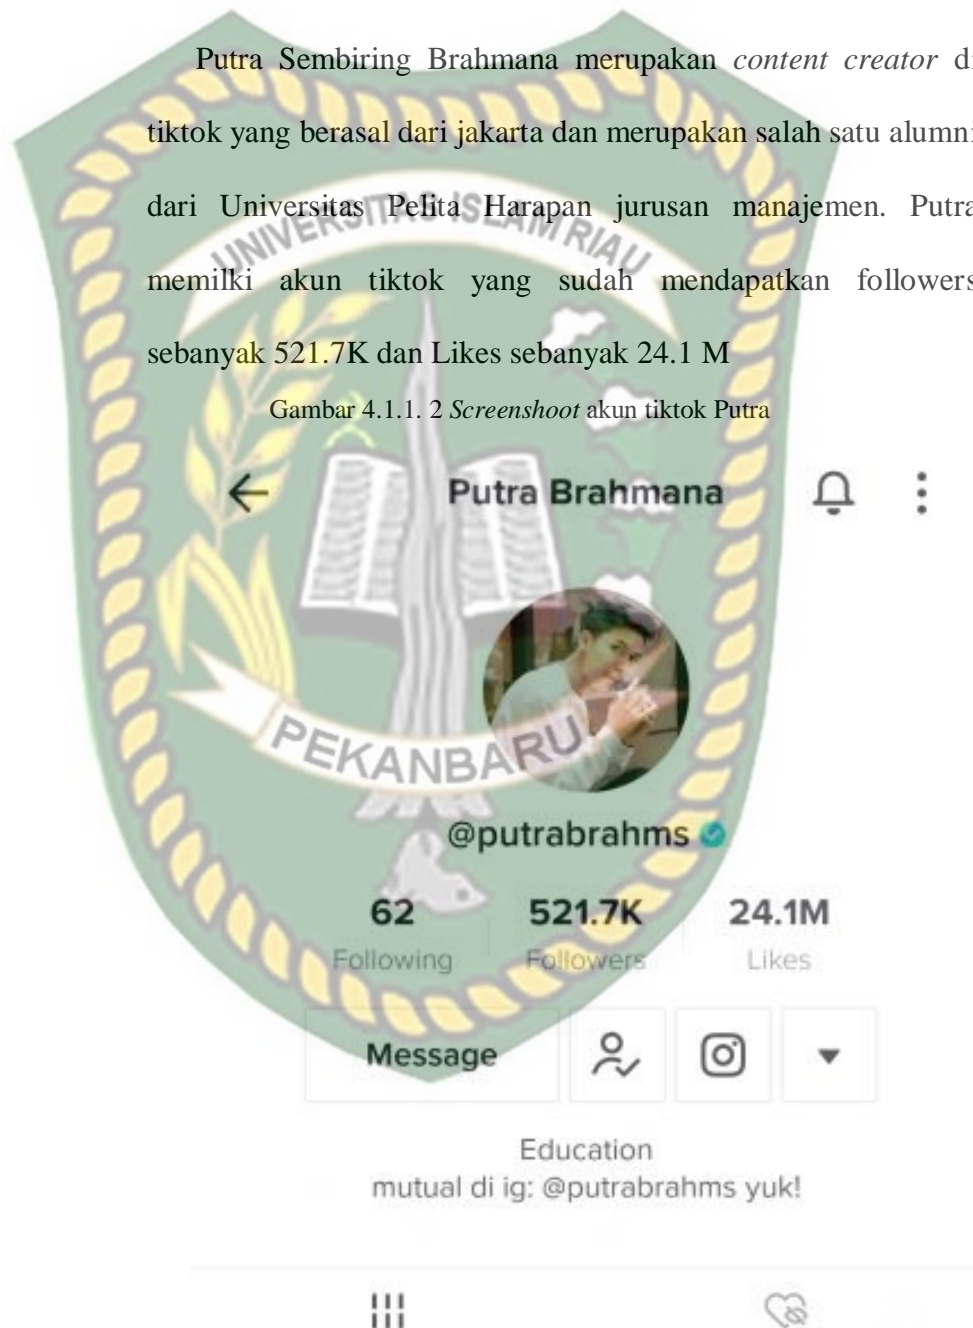 Putra Sembiring Brahmana merupakan content creator di
tiktok yang berasal dari jakarta dan merupakan salah satu alumni
dari Universitas Pelita Harapan jurusan manajemen. Putra
memilki akun tiktok yang sudah mendapatkan followers
sebanyak 521.7K dan Likes sebanyak 24.1 M
UNIVERSITAS ISLAM RIAU
Gambar 4.1.1. 2 Screenshoot akun tiktok Putra
Putra Brahmana
PEKANBARU
@putrabrahms
62 521.7K 24.1M
Following Followers Likes
Message
Education
mutual di ig: @putrabrahms yuk!